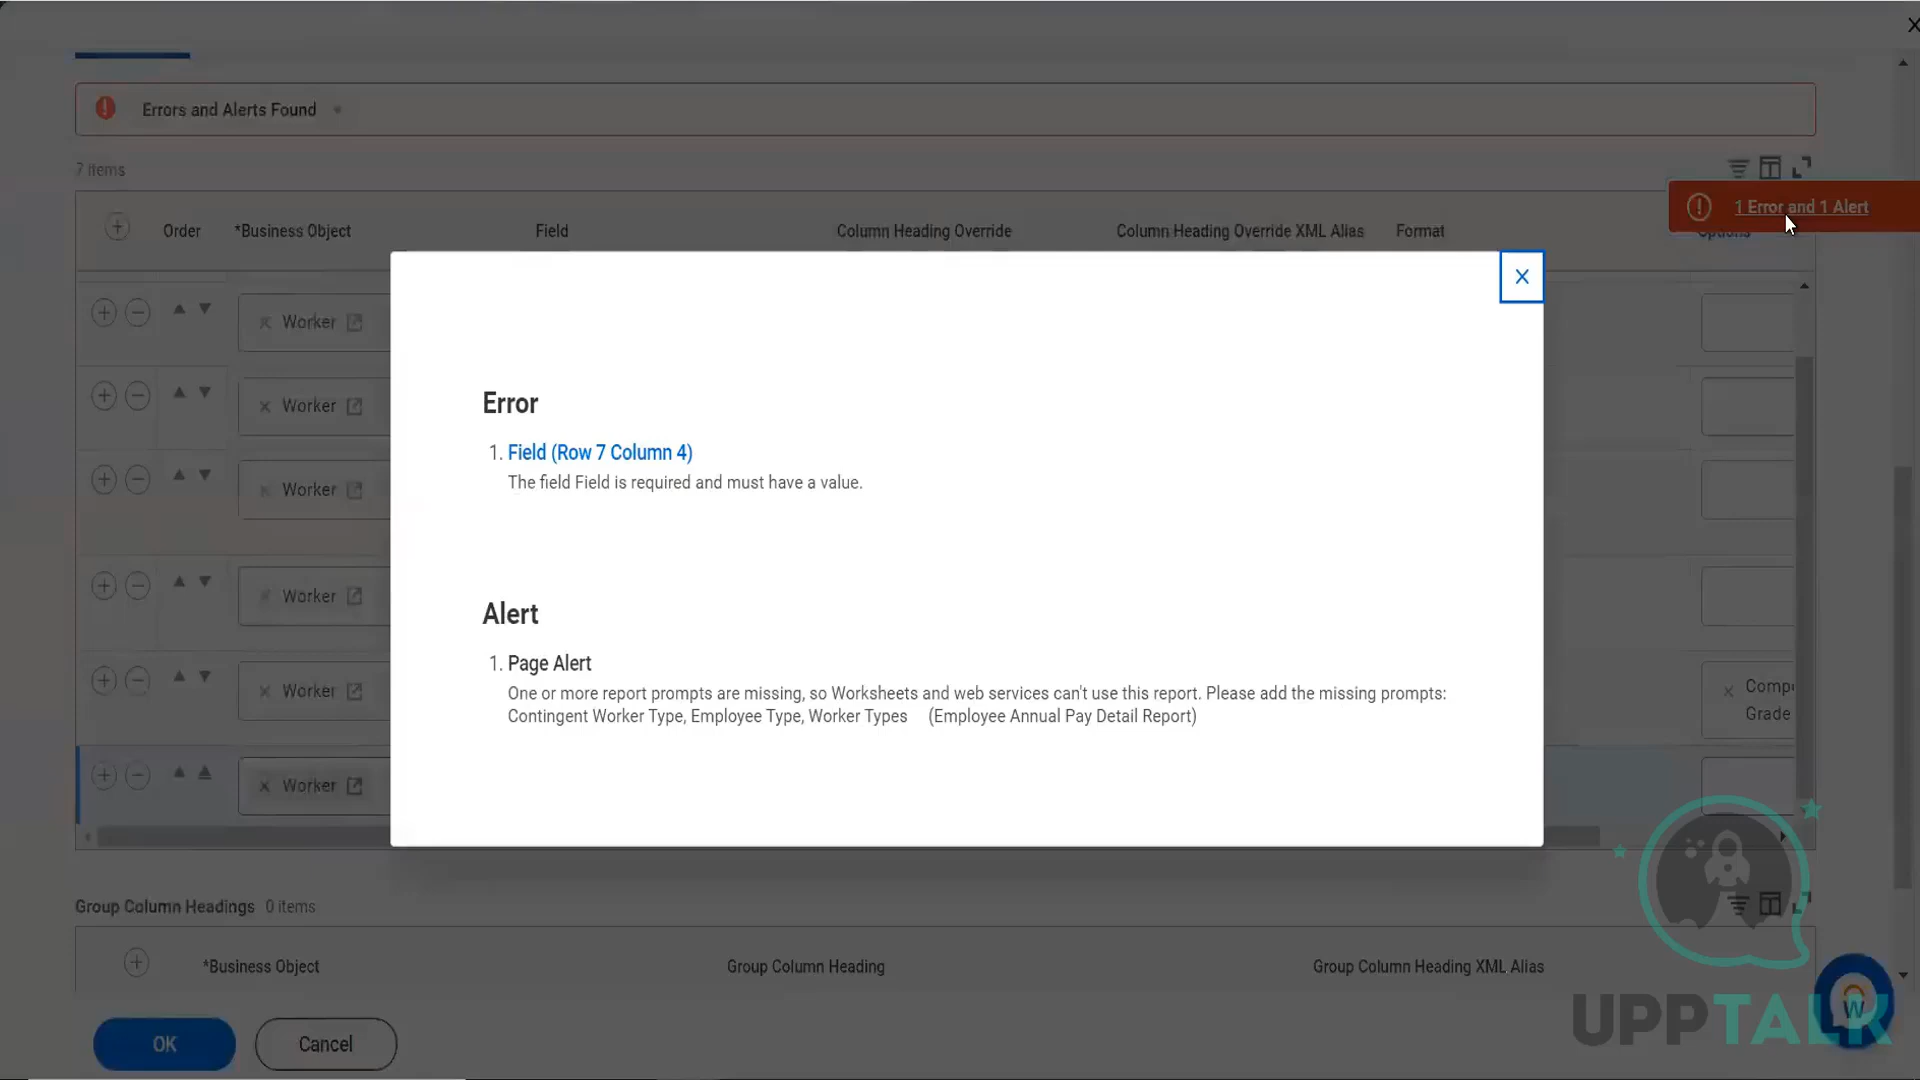 X
Errors and Alerts Found
7 items
1 Error and 1 Alert
Order *Business Object Field Column Heading Override Column Heading Override XML Alias Format Options
X
Worker
Error
Worker
1. Field (Row 7 Column 4)
The field Field is required and must have a value.
Worker
Worker
Alert
1. Page Alert
Worker
One or more report prompts are missing, so Worksheets and web services can't use this report. Please add the missing prompts:
Contingent Worker Type, Employee Type, Worker Types (Employee Annual Pay Detail Report)
Grade
Worker
Group Column Headings 0 items
*Business Object Group Column Heading Group Column Heading XML Alias
UPPTALK
W
OK Cancel